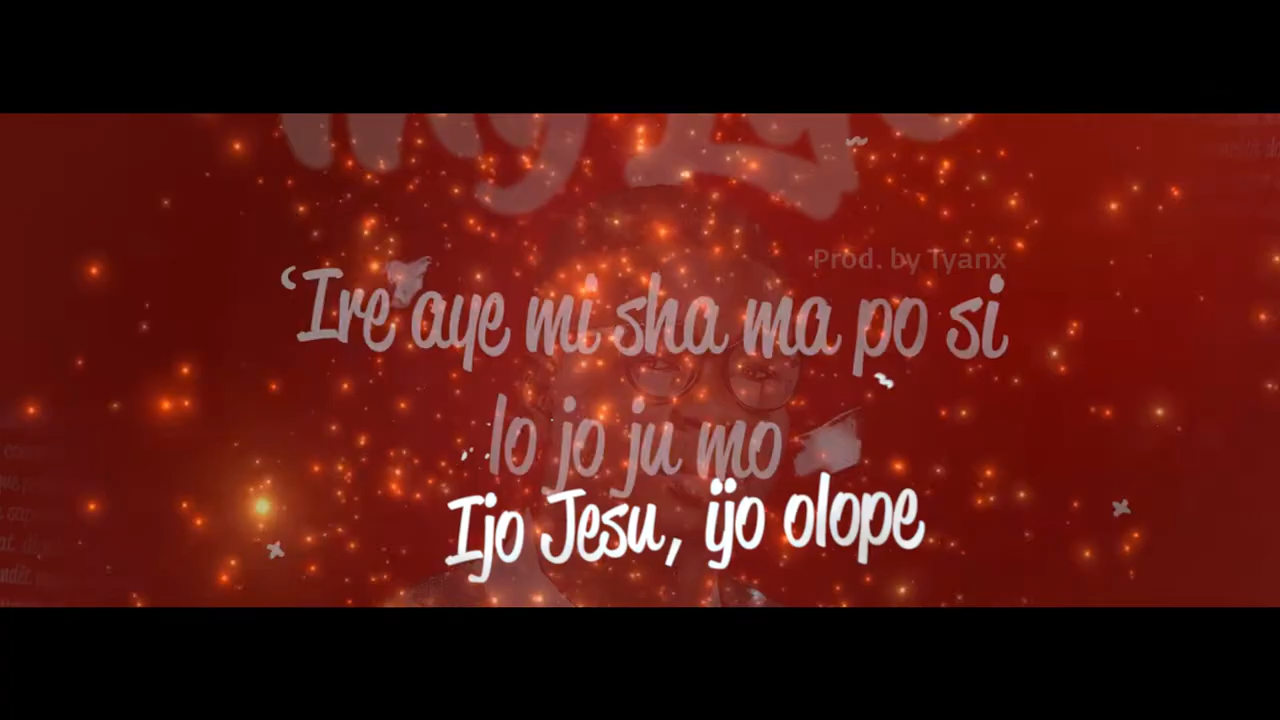 Prod. by Tyanx
‘Ire aye mi sha ma po si
lo jo ju mo
Ijo Jesu, ijo olope